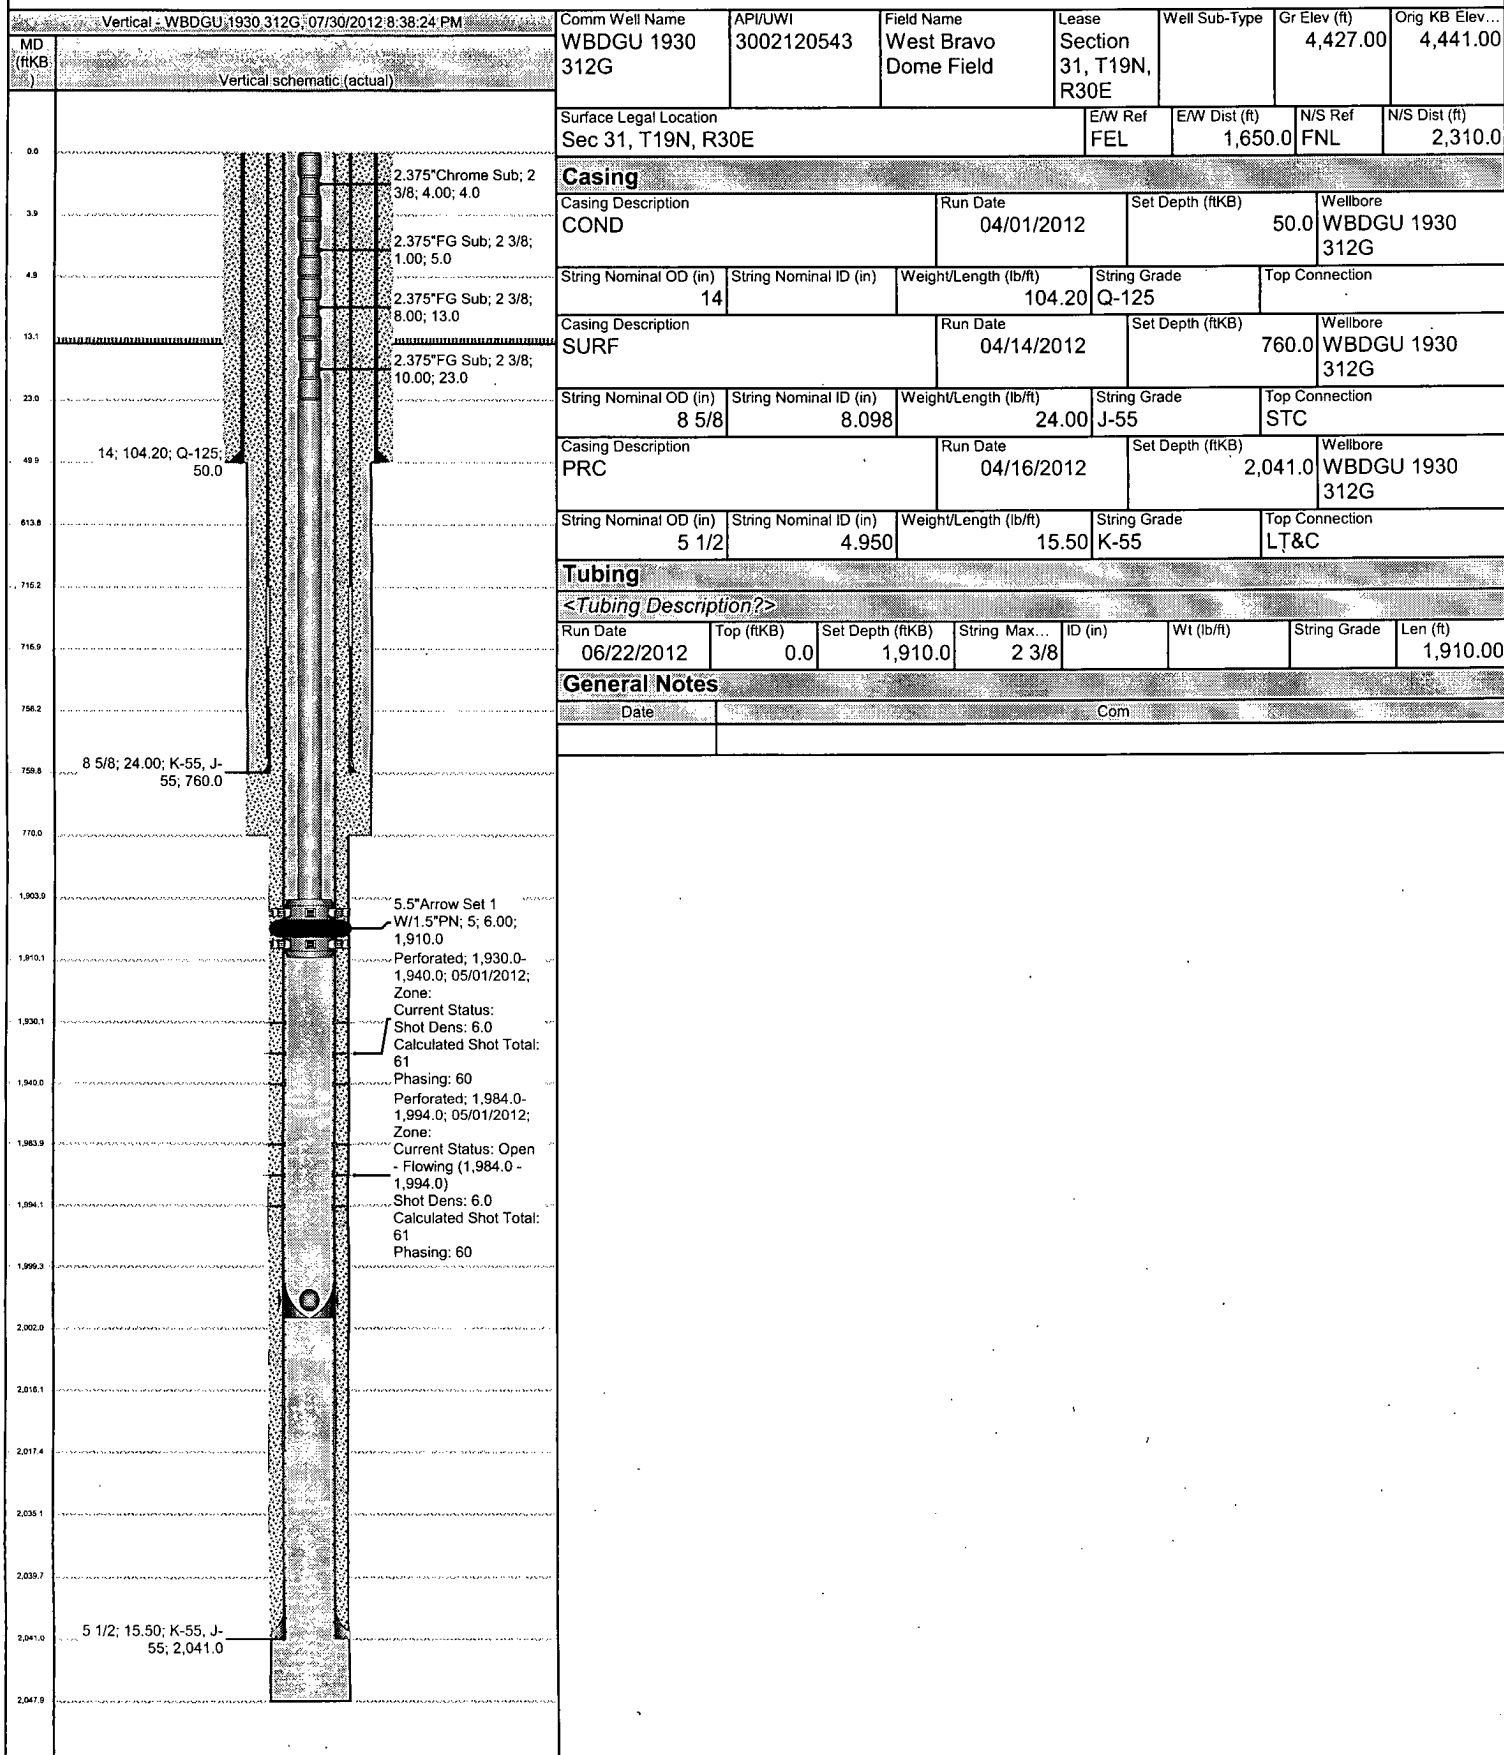 Vertical - WBDGU 1930 312G, 07/30/2012 8:38:24 PM
MD
(ftKB
)
Vertical schematic (actual)
0.0
3.9
4.9
13.1
23.0
49.9
613.8
715.2
716.9
756.2
759.8
770.0
1,903.9
1,910.1
1,930.1
1,940.0
1,983.9
1,994.1
1,999.3
2,002.0
2,016.1
2,017.4
2,035.1
2,039.7
2,041.0
2,047.9
2.375"Chrome Sub; 2
3/8; 4.00; 4.0
2.375"FG Sub; 2 3/8;
1.00; 5.0
2.375"FG Sub; 2 3/8;
8.00; 13.0
2.375"FG Sub; 2 3/8;
10.00; 23.0
14; 104.20; Q-125;
50.0
8 5/8; 24.00; K-55, J-
55; 760.0
5.5"Arrow Set 1
W/1.5"PN; 5; 6.00;
1,910.0
Perforated; 1,930.0-
1,940.0; 05/01/2012;
Zone:
Current Status:
Shot Dens: 6.0
Calculated Shot Total:
61
Phasing: 60
Perforated; 1,984.0-
1,994.0; 05/01/2012;
Zone:
Current Status: Open
- Flowing (1,984.0 -
1,994.0)
Shot Dens: 6.0
Calculated Shot Total:
61
Phasing: 60
5 1/2; 15.50; K-55, J-
55; 2,041.0
Comm Well Name API/UWI Field Name Lease Well Sub-Type Gr Elev (ft) Orig KB Elev...
WBDGU 1930 3002120543 West Bravo Section 4,427.00 4,441.00
312G Dome Field 31, T19N,
R30E
Surface Legal Location E/W Ref E/W Dist (ft) N/S Ref N/S Dist (ft)
Sec 31, T19N, R30E FEL 1,650.0 FNL 2,310.0
Casing
Casing Description Run Date Set Depth (ftKB) Wellbore
COND 04/01/2012 50.0 WBDGU 1930
312G
String Nominal OD (in) String Nominal ID (in) Weight/Length (lb/ft) String Grade Top Connection
14 104.20 Q-125
Casing Description Run Date Set Depth (ftKB) Wellbore
SURF 04/14/2012 760.0 WBDGU 1930
312G
String Nominal OD (in) String Nominal ID (in) Weight/Length (lb/ft) String Grade Top Connection
8 5/8 8.098 24.00 J-55 STC
Casing Description Run Date Set Depth (ftKB) Wellbore
PRC 04/16/2012 2,041.0 WBDGU 1930
312G
String Nominal OD (in) String Nominal ID (in) Weight/Length (lb/ft) String Grade Top Connection
5 1/2 4.950 15.50 K-55 LT&C
Tubing
<Tubing Description?>
Run Date Top (ftKB) Set Depth (ftKB) String Max... ID (in) Wt (lb/ft) String Grade Len (ft)
06/22/2012 0.0 1,910.0 2 3/8 1,910.00
General Notes
Date Com